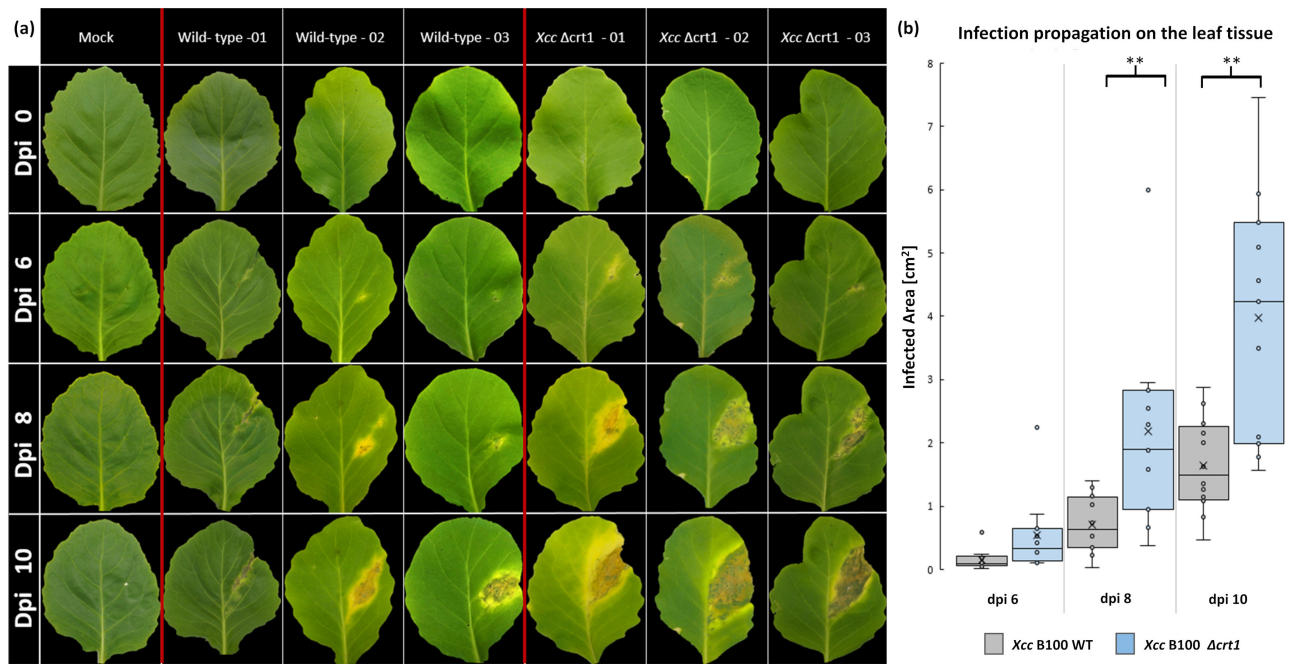 (a)
Mock
Wild- type -01
Wild-type - 02
Wild-type - 03
Xcc Δcrt1 - 01
Xcc Δcrt1 - 02
Xcc Δcrt1 - 03
Dpi 0
Dpi 6
Dpi 8
Dpi 10
(b)
Infection propagation on the leaf tissue
**
**
Infected Area [cm²]
8
7
6
5
4
3
2
1
0
dpi 6
dpi 8
dpi 10
Xcc B100 WT
Xcc B100 Δcrt1